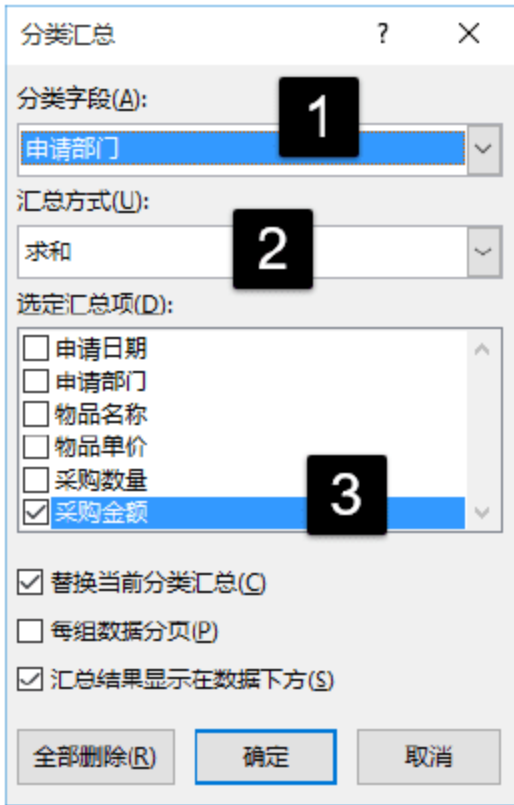 分类汇总 ? ×
分类字段(A):
1
申请部门
汇总方式(U):
求和
2
选定汇总项(D):
申请日期
申请部门
物品名称
物品单价
采购数量
采购金额
3
替换当前分类汇总(C)
每组数据分页(P)
汇总结果显示在数据下方(S)
全部删除(R) 确定 取消